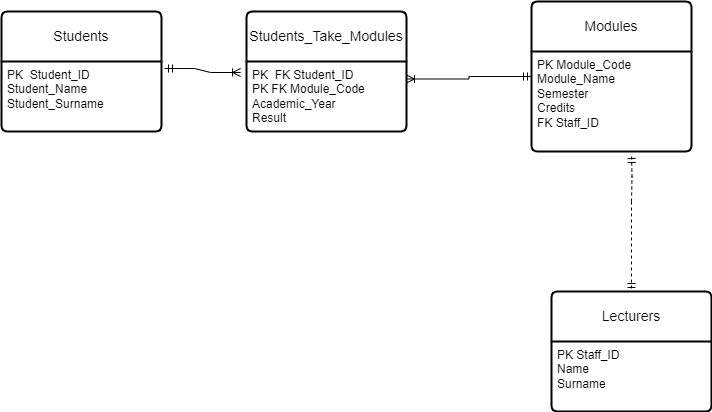 Students
PK  Student_ID
Student_Name
Student_Surname
Students_Take_Modules
PK  FK Student_ID
PK FK Module_Code
Academic_Year
Result
Modules
PK Module_Code
Module_Name
Semester
Credits
FK Staff_ID
Lecturers
PK Staff_ID
Name
Surname